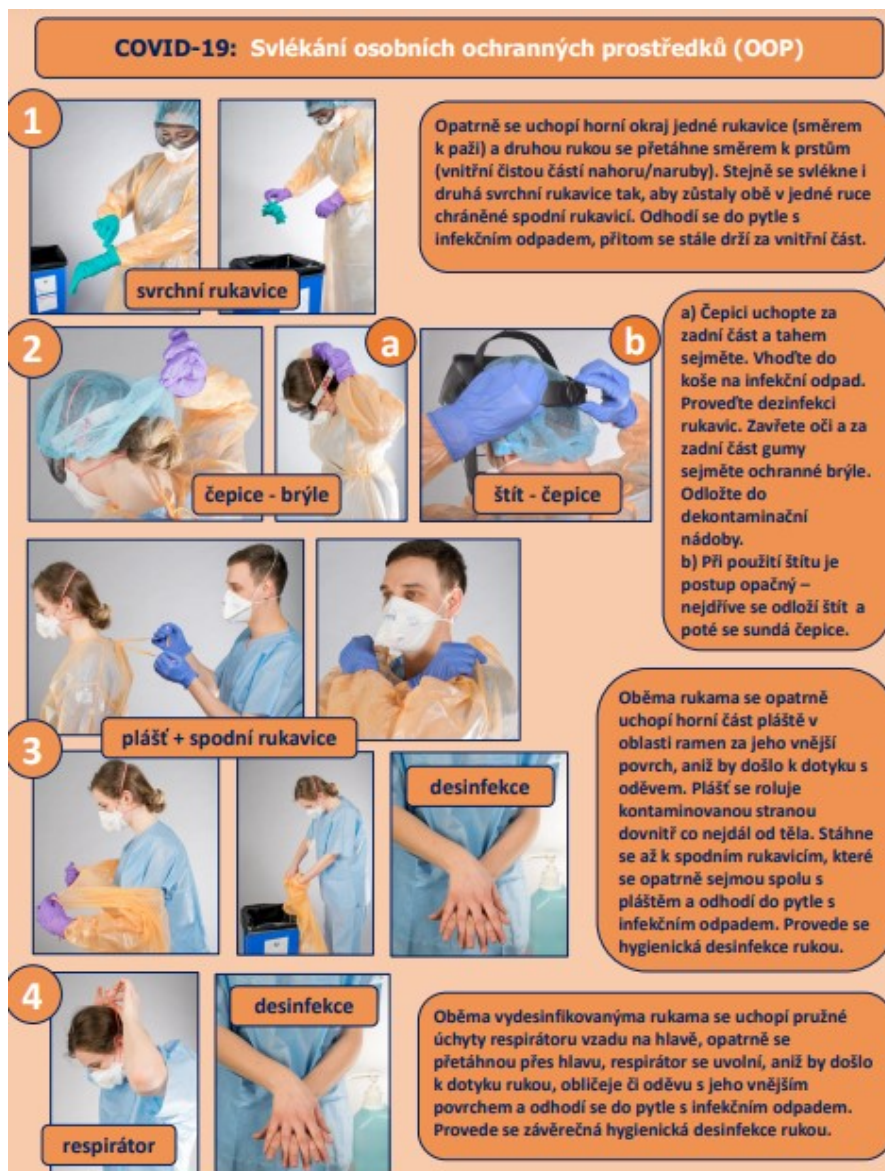 COVID-19: Svlékání osobních ochranných prostředků (OOP)
1
Opatrně se uchopí horní okraj jedné rukavice (směrem
k paži) a druhou rukou se přetáhne směrem k prstům
(vnitřní čistou částí nahoru/naruby). Stejně se svlékne i
druhá svrchní rukavice tak, aby zůstaly obě v jedné ruce
chráněné spodní rukavicí. Odhodí se do pytle s
infekčním odpadem, přitom se stále drží za vnitřní část.
svrchní rukavice
2
a
b
čepice - brýle
štít - čepice
a) Čepici uchopte za
zadní část a tahem
sejměte. Vhoďte do
koše na infekční odpad.
Proveďte dezinfekci
rukavic. Zavřete oči a za
zadní část gumy
sejměte ochranné brýle.
Odložte do
dekontaminační
nádoby.
b) Při použití štítu je
postup opačný –
nejdříve se odloží štít a
poté se sundá čepice.
3
plášť + spodní rukavice
desinfekce
Oběma rukama se opatrně
uchopí horní část pláště v
oblasti ramen za jeho vnější
povrch, aniž by došlo k dotyku s
oděvem. Plášť se roluje
kontaminovanou stranou
dovnitř co nejdál od těla. Stáhne
se až k spodním rukavicím, které
se opatrně sejmou spolu s
pláštěm a odhodí do pytle s
infekčním odpadem. Provede se
hygienická desinfekce rukou.
4
desinfekce
respirátor
Oběma vydesinfikovanýma rukama se uchopí pružné
úchyty respirátoru vzadu na hlavě, opatrně se
přetáhnou přes hlavu, respirátor se uvolní, aniž by došlo
k dotyku rukou, obličeje či oděvu s jeho vnějším
povrchem a odhodí se do pytle s infekčním odpadem.
Provede se závěrečná hygienická desinfekce rukou.